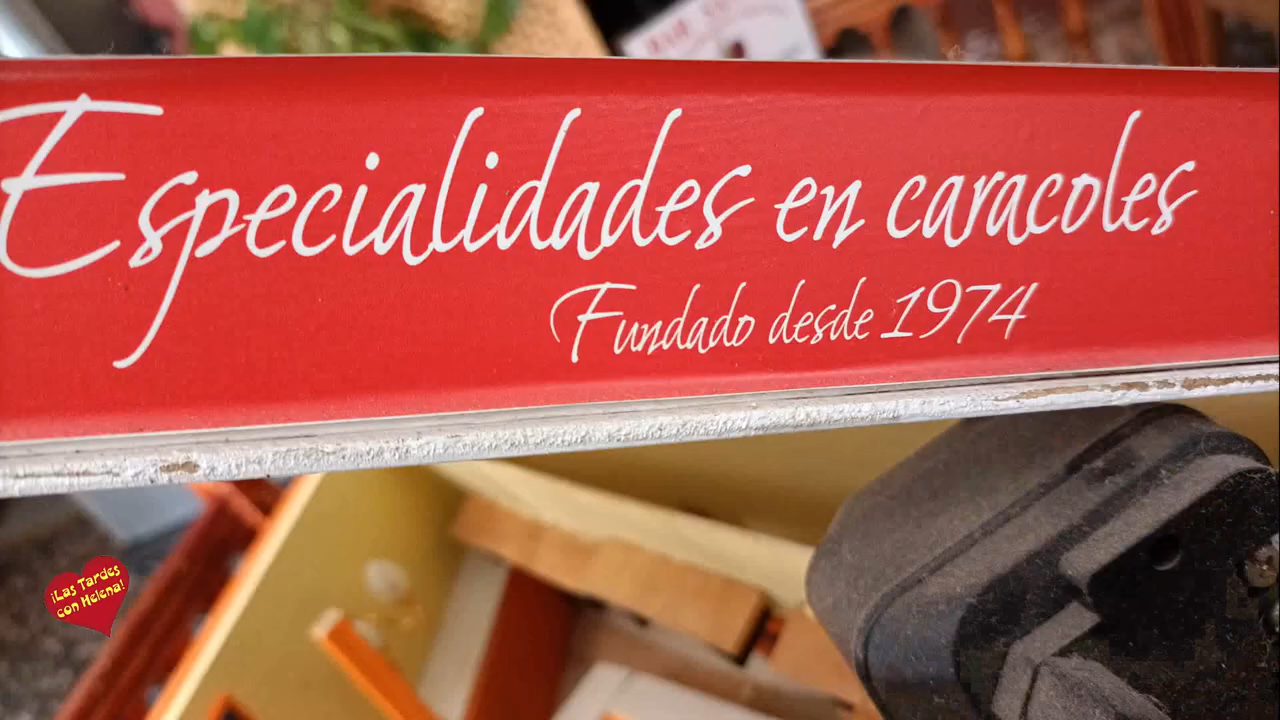 Especialidades en caracoles
Fundado desde 1974
¡Las Tardes
con Helena!